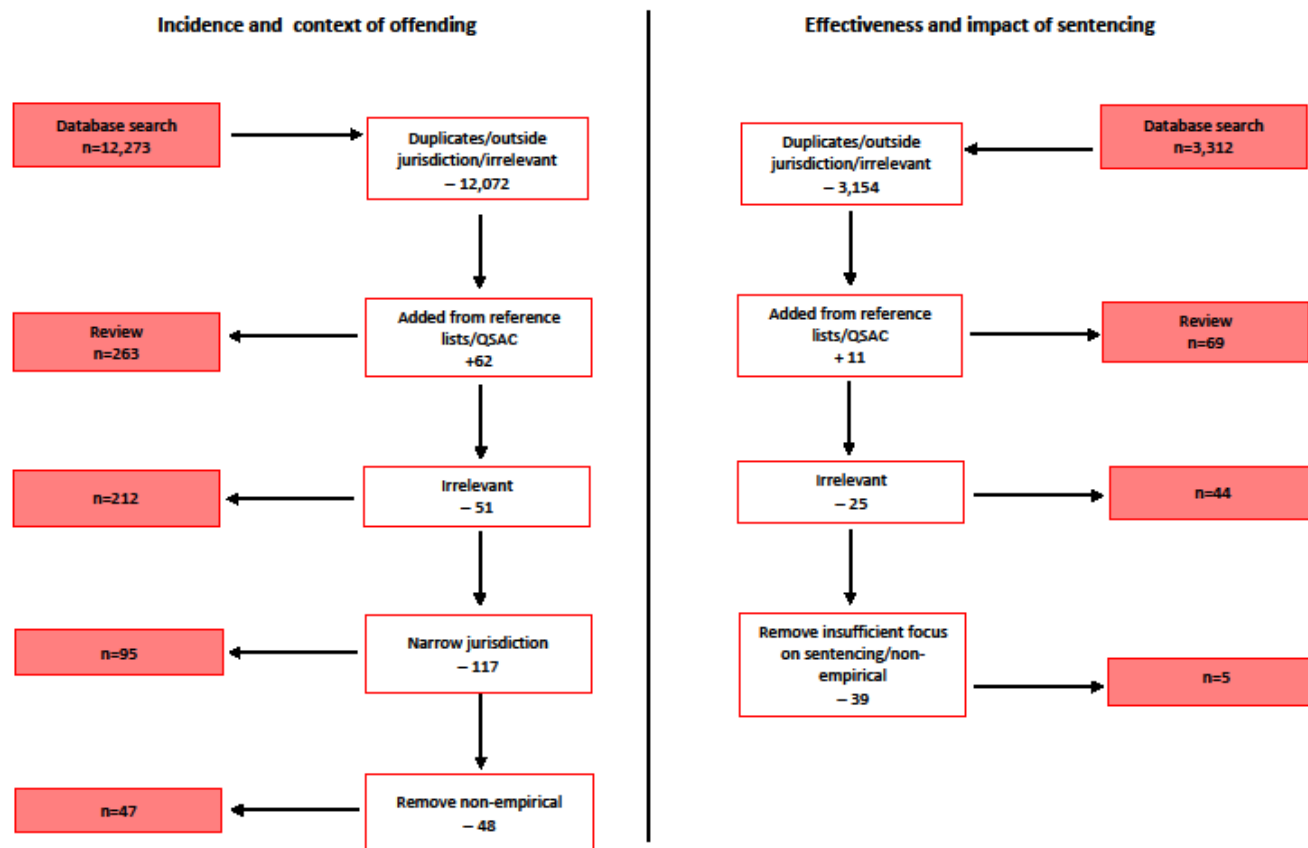 Incidence and context of offending
Database search
n=12,273
Duplicates/outside
jurisdiction/irrelevant
– 12,072
Review
n=263
Added from reference
lists/QSAC
+62
n=212
Irrelevant
– 51
n=95
Narrow jurisdiction
– 117
n=47
Remove non-empirical
– 48
Effectiveness and impact of sentencing
Duplicates/outside
jurisdiction/irrelevant
– 3,154
Database search
n=3,312
Added from reference
lists/QSAC
+ 11
Review
n=69
Irrelevant
– 25
n=44
Remove insufficient focus
on sentencing/non-
empirical
– 39
n=5